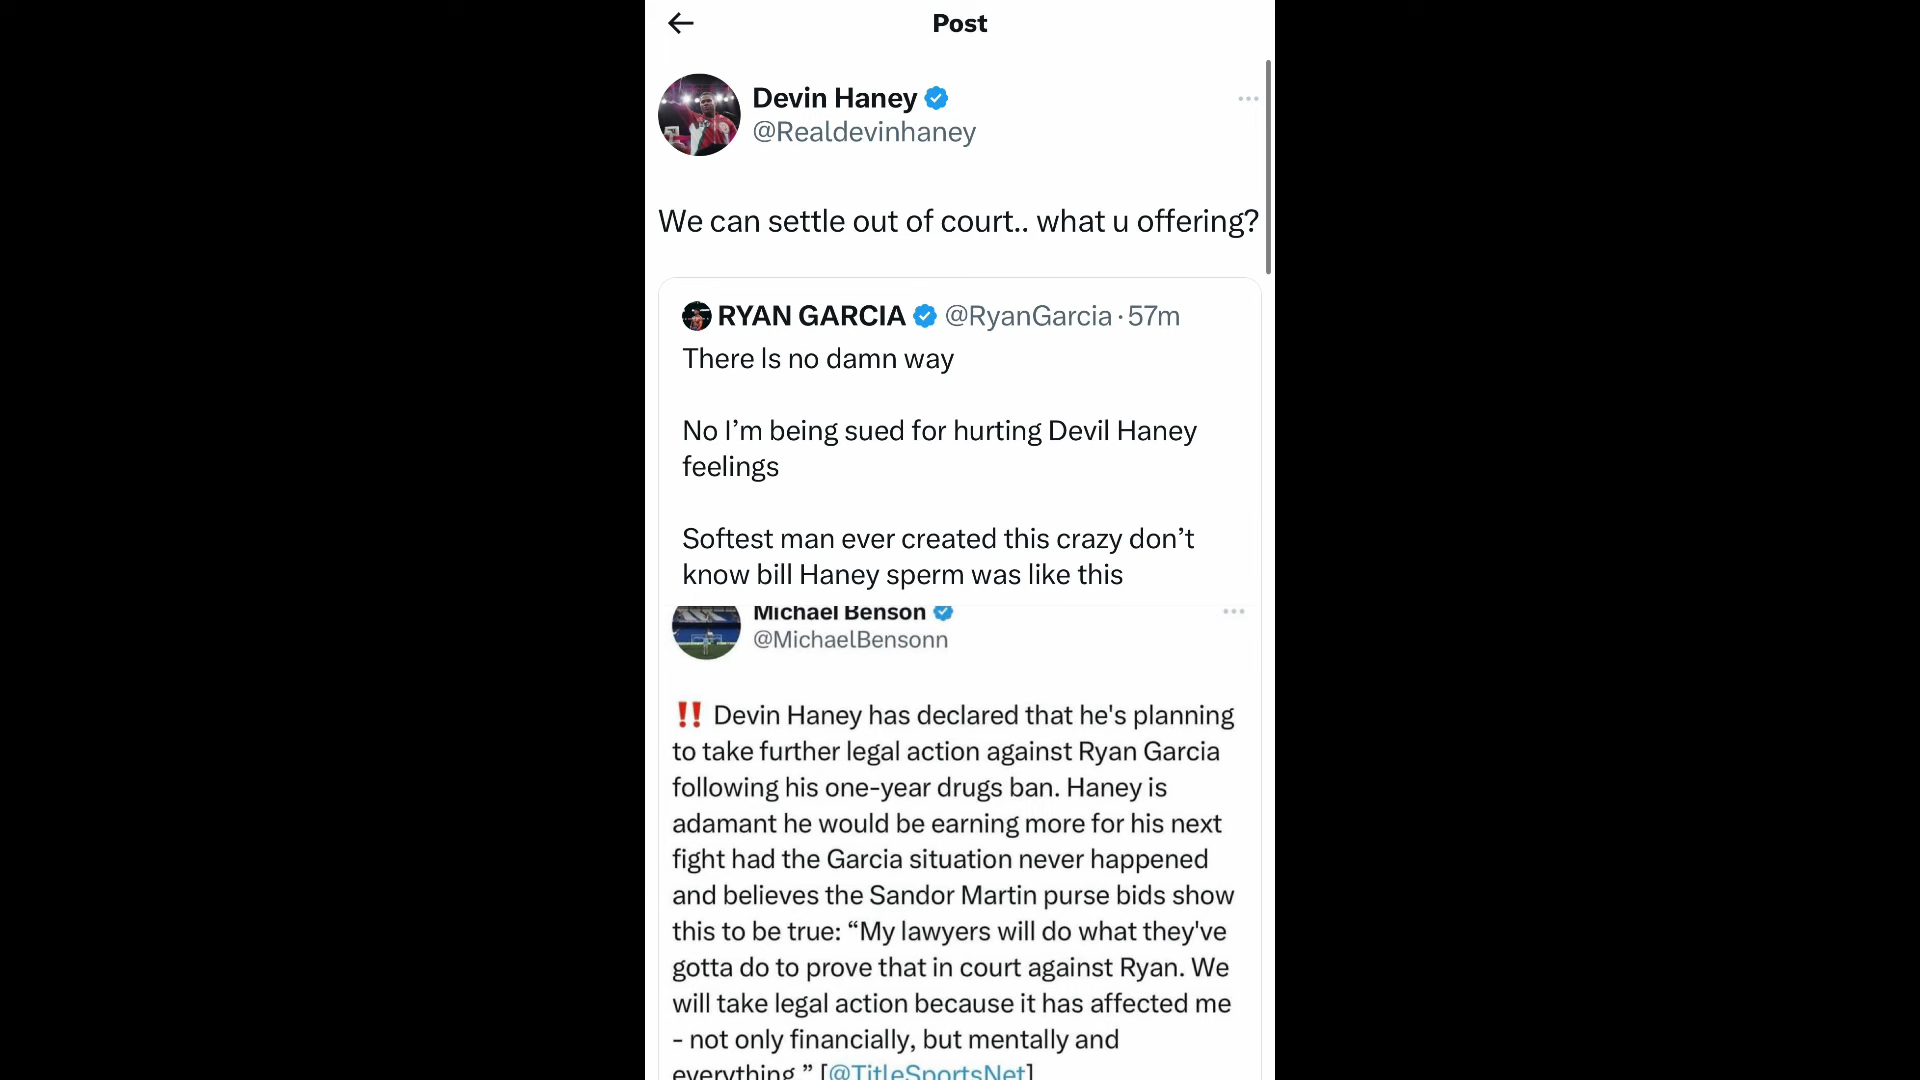 Post
Devin Haney
@Realdevinhaney
We can settle out of court.. what u offering?
RYAN GARCIA @RyanGarcia · 57m
There Is no damn way
No I’m being sued for hurting Devil Haney
feelings
Softest man ever created this crazy don’t
know bill Haney sperm was like this
Michael Benson
@MichaelBensonn
‼️ Devin Haney has declared that he's planning
to take further legal action against Ryan Garcia
following his one-year drugs ban. Haney is
adamant he would be earning more for his next
fight had the Garcia situation never happened
and believes the Sandor Martin purse bids show
this to be true: “My lawyers will do what they've
gotta do to prove that in court against Ryan. We
will take legal action because it has affected me
- not only financially, but mentally and
everything.” [@TitleSportsNet]